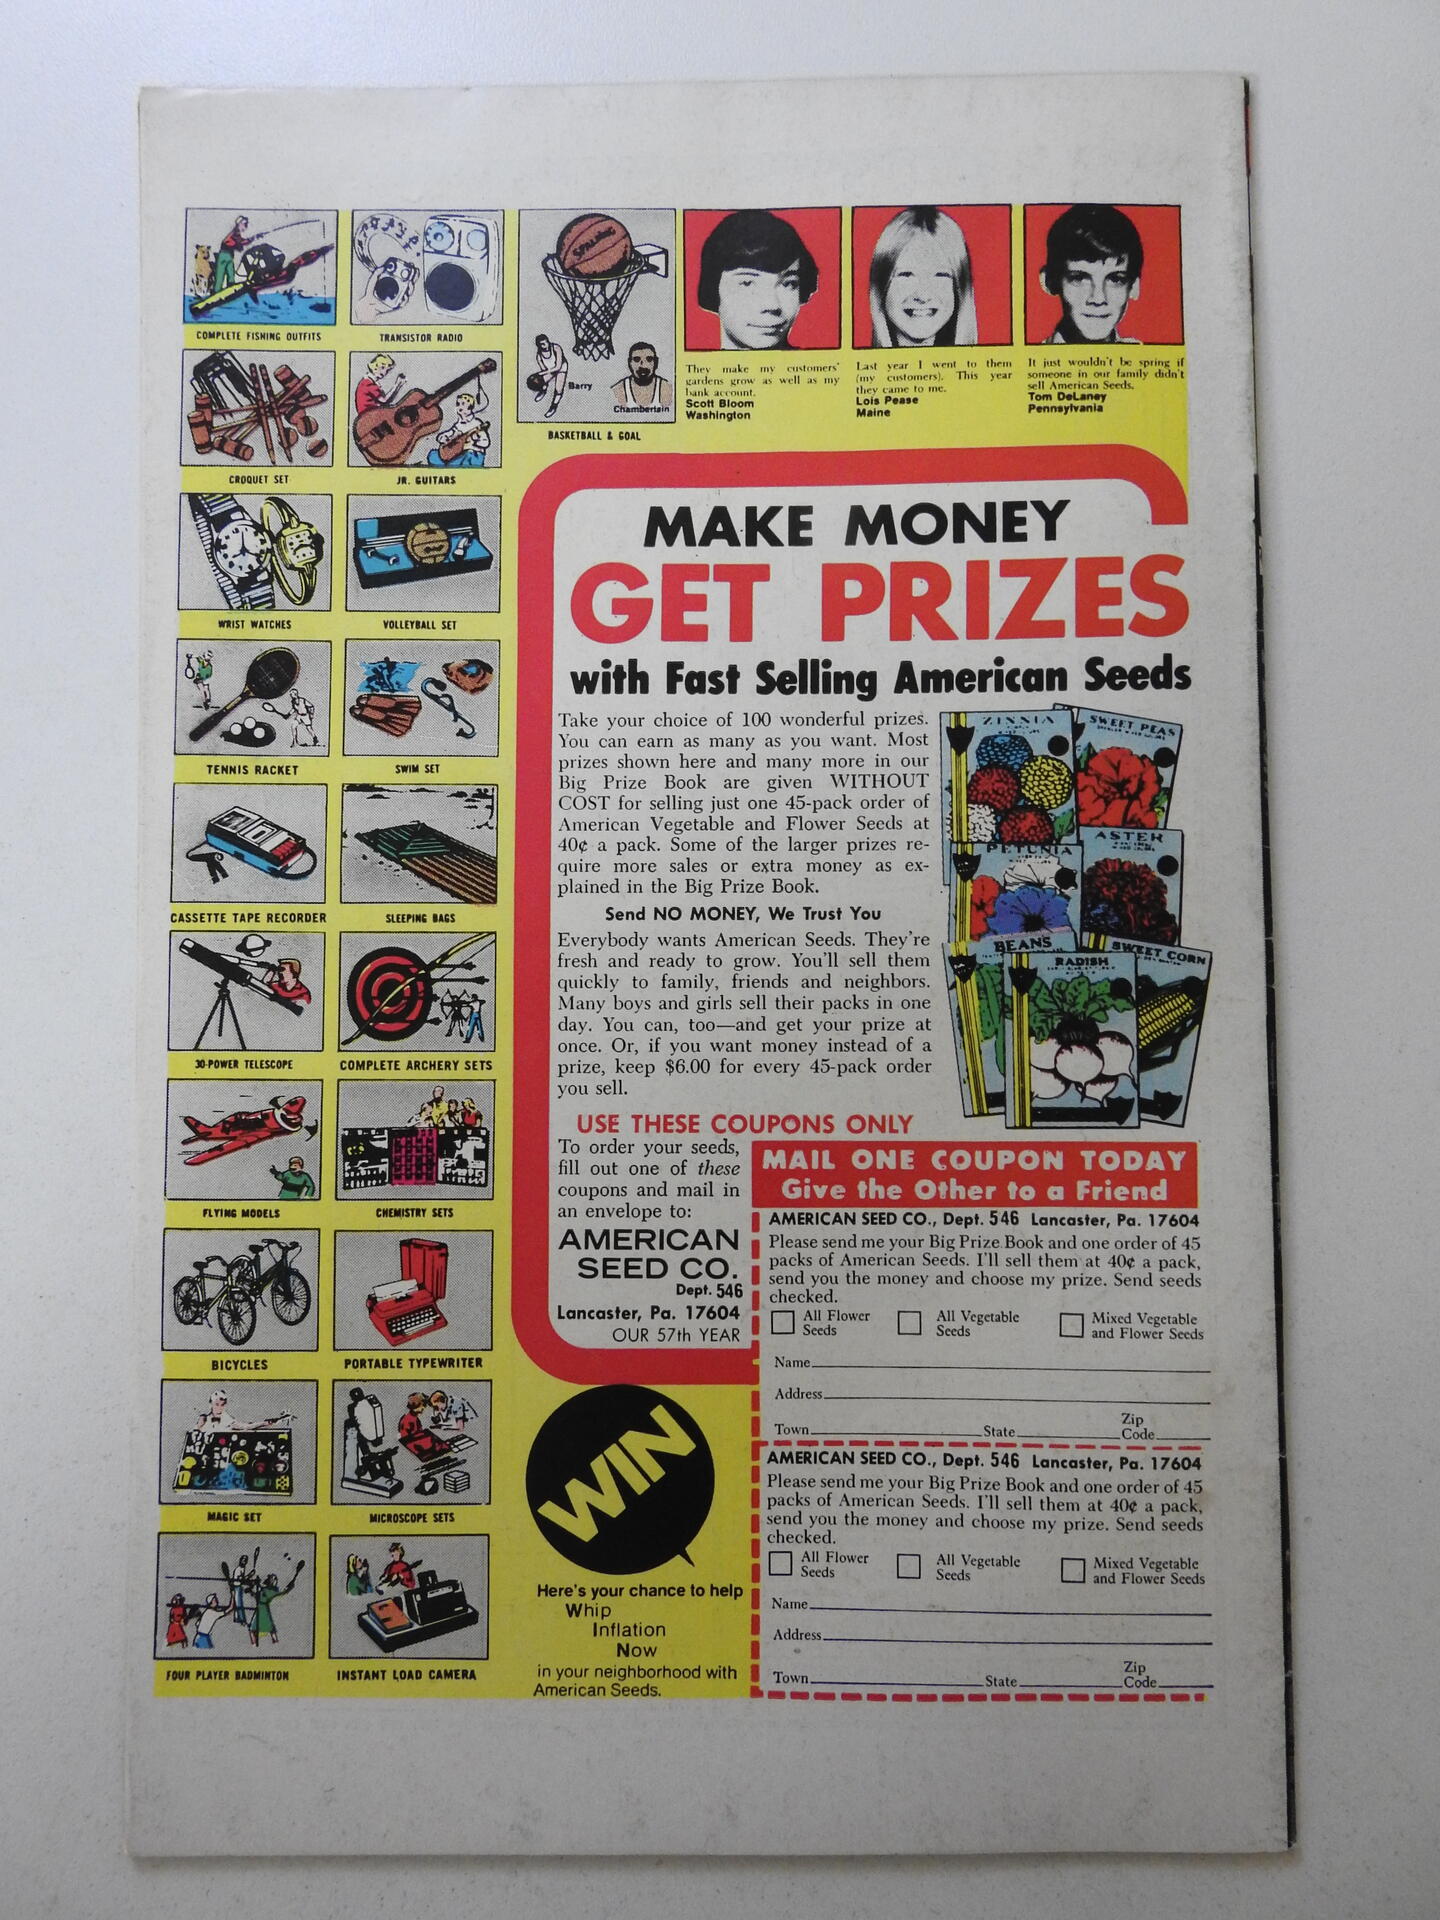 COMPLETE FISHING OUTFITS
TRANSISTOR RADIO
CROQUET SET
JR. GUITARS
WRIST WATCHES
VOLLEYBALL SET
TENNIS RACKET
SWIM SET
CASSETTE TAPE RECORDER
SLEEPING BAGS
30-POWER TELESCOPE
COMPLETE ARCHERY SETS
FLYING MODELS
CHEMISTRY SETS
BICYCLES
PORTABLE TYPEWRITER
MAGIC SET
MICROSCOPE SETS
FOUR PLAYER BADMINTON
INSTANT LOAD CAMERA
SPALDING
Barry
Chamberlain
BASKETBALL & GOAL
They make my customers'
gardens grow as well as my
bank account.
Scott Bloom
Washington
Last year I went to them
(my customers). This year
they came to me.
Lois Pease
Maine
It just wouldn't be spring if
someone in our family didn't
sell American Seeds.
Tom DeLaney
Pennsylvania
MAKE MONEY
GET PRIZES
with Fast Selling American Seeds
Take your choice of 100 wonderful prizes.
You can earn as many as you want. Most
prizes shown here and many more in our
Big Prize Book are given WITHOUT
COST for selling just one 45-pack order of
American Vegetable and Flower Seeds at
40¢ a pack. Some of the larger prizes re-
quire more sales or extra money as ex-
plained in the Big Prize Book.
Send NO MONEY, We Trust You
Everybody wants American Seeds. They're
fresh and ready to grow. You'll sell them
quickly to family, friends and neighbors.
Many boys and girls sell their packs in one
day. You can, too—and get your prize at
once. Or, if you want money instead of a
prize, keep $6.00 for every 45-pack order
you sell.
ZINNIA
SWEET PEAS
ASTER
PETUNIA
BEANS
RADISH
SWEET CORN
USE THESE COUPONS ONLY
To order your seeds,
fill out one of these
coupons and mail in
an envelope to:
AMERICAN
SEED CO.
Dept. 546
Lancaster, Pa. 17604
OUR 57th YEAR
WIN
Here's your chance to help
Whip
Inflation
Now
in your neighborhood with
American Seeds.
MAIL ONE COUPON TODAY
Give the Other to a Friend
AMERICAN SEED CO., Dept. 546 Lancaster, Pa. 17604
Please send me your Big Prize Book and one order of 45
packs of American Seeds. I'll sell them at 40¢ a pack,
send you the money and choose my prize. Send seeds
checked.
All Flower Seeds
All Vegetable Seeds
Mixed Vegetable and Flower Seeds
Name
Address
Town State Zip Code
AMERICAN SEED CO., Dept. 546 Lancaster, Pa. 17604
Please send me your Big Prize Book and one order of 45
packs of American Seeds. I'll sell them at 40¢ a pack,
send you the money and choose my prize. Send seeds
checked.
All Flower Seeds
All Vegetable Seeds
Mixed Vegetable and Flower Seeds
Name
Address
Town State Zip Code